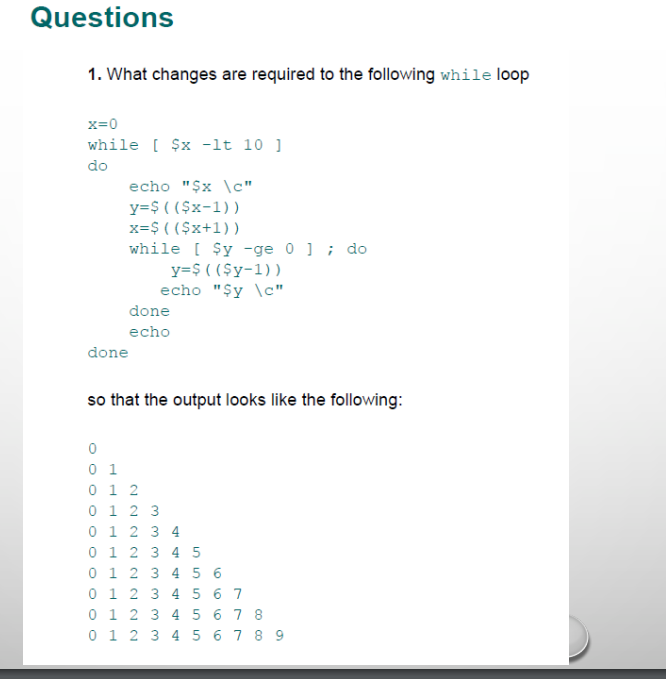 Questions
1. What changes are required to the following while loop
x=0
while [ $x -lt 10 ]
do
echo "$x \c"
y=$(($x-1))
x=$(($x+1))
while [ $y -ge 0 ] ; do
y=$(($y-1))
echo "$y \c"
done
echo
done
so that the output looks like the following:
0
0 1
0 1 2
0 1 2 3
0 1 2 3 4
0 1 2 3 4 5
0 1 2 3 4 5 6
0 1 2 3 4 5 6 7
0 1 2 3 4 5 6 7 8
0 1 2 3 4 5 6 7 8 9